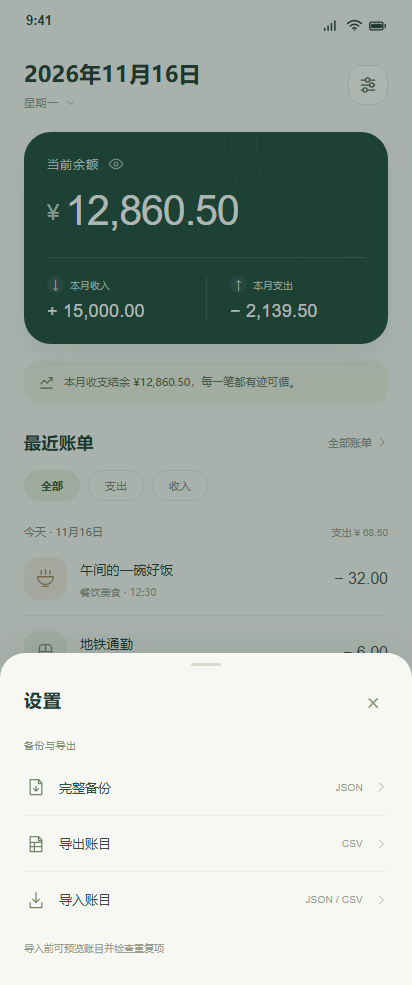 9:41
2026年11月16日
星期一
当前余额
¥ 12,860.50
↓ 本月收入
↑ 本月支出
+ 15,000.00
− 2,139.50
本月收支结余 ¥12,860.50，每一笔都有迹可循。
最近账单
全部账单
全部
支出
收入
今天 · 11月16日
支出 ¥ 68.50
午间的一碗好饭
− 32.00
餐饮美食 · 12:30
地铁通勤
− 6.00
设置
备份与导出
完整备份
JSON
导出账目
CSV
导入账目
JSON / CSV
导入前可预览账目并检查重复项